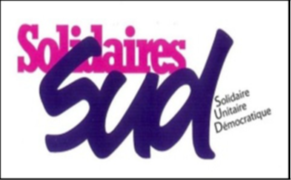 Solidaires
Sud
Solidaire
Unitaire
Démocratique